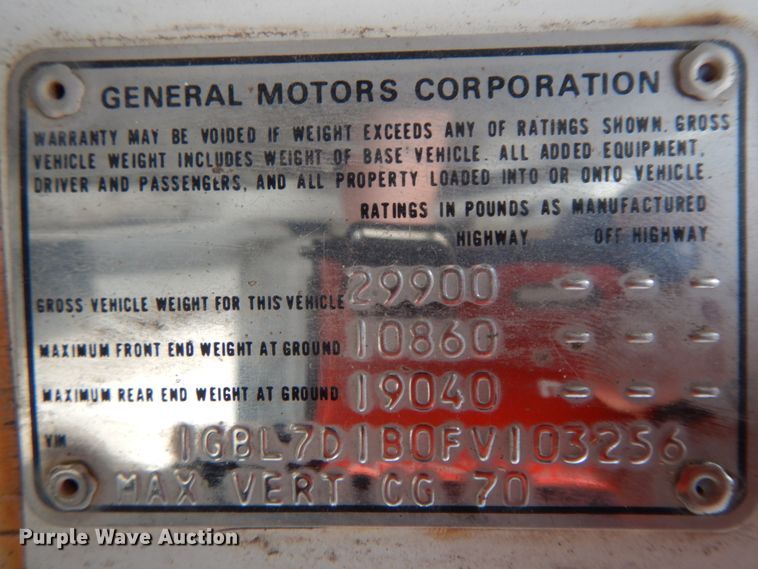 GENERAL MOTORS CORPORATION
WARRANTY MAY BE VOIDED IF WEIGHT EXCEEDS ANY OF RATINGS SHOWN. GROSS
VEHICLE WEIGHT INCLUDES WEIGHT OF BASE VEHICLE. ALL ADDED EQUIPMENT,
DRIVER AND PASSENGERS, AND ALL PROPERTY LOADED INTO OR ONTO VEHICLE.
RATINGS IN POUNDS AS MANUFACTURED
HIGHWAY OFF HIGHWAY
GROSS VEHICLE WEIGHT FOR THIS VEHICLE 29900 - - -
MAXIMUM FRONT END WEIGHT AT GROUND 10860 - - -
MAXIMUM REAR END WEIGHT AT GROUND 19040 - - -
VIN 1GBL7D1B0FV103256
MAX VERT CG 70
Purple Wave Auction